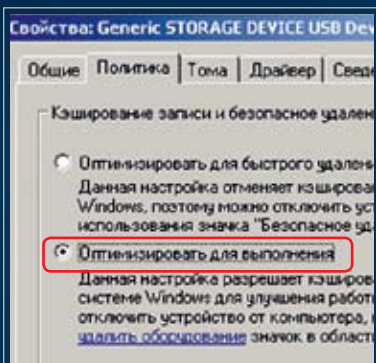 Свойства: Generic STORAGE DEVICE USB Dev
Общие Политика Тома Драйвер Сведе
Кэширование записи и безопасное удален
Оптимизировать для быстрого удалени
Данная настройка отменяет кэширова
Windows, поэтому можно отключить уст
использования значка "Безопасное уда
Оптимизировать для выполнения
Данная настройка разрешает кэширов
системе Windows для улучшения работ
отключить устройство от компьютера,
удалить оборудование значок в област